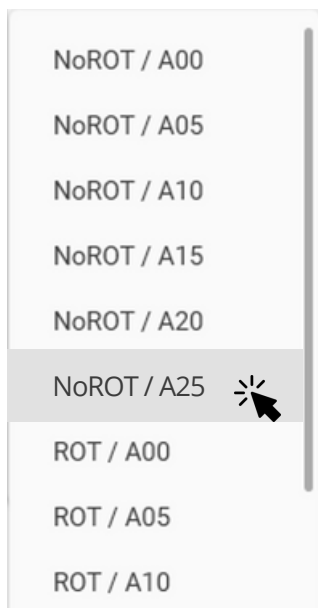 NoROT / A00
NoROT / A05
NoROT / A10
NoROT / A15
NoROT / A20
NoROT / A25
ROT / A00
ROT / A05
ROT / A10